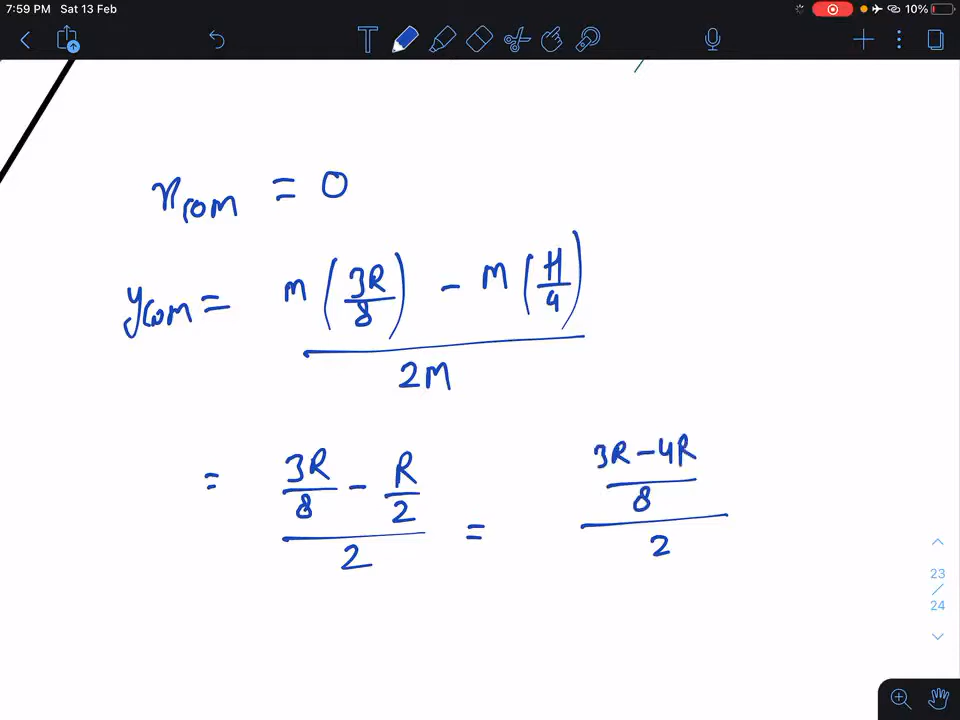 7:59 PM Sat 13 Feb 10%
x_com = 0
y_com = (m(3R/8) - m(H/4)) / 2m
= (3R/8 - R/2) / 2 = ((3R-4R)/8) / 2
23
/
24